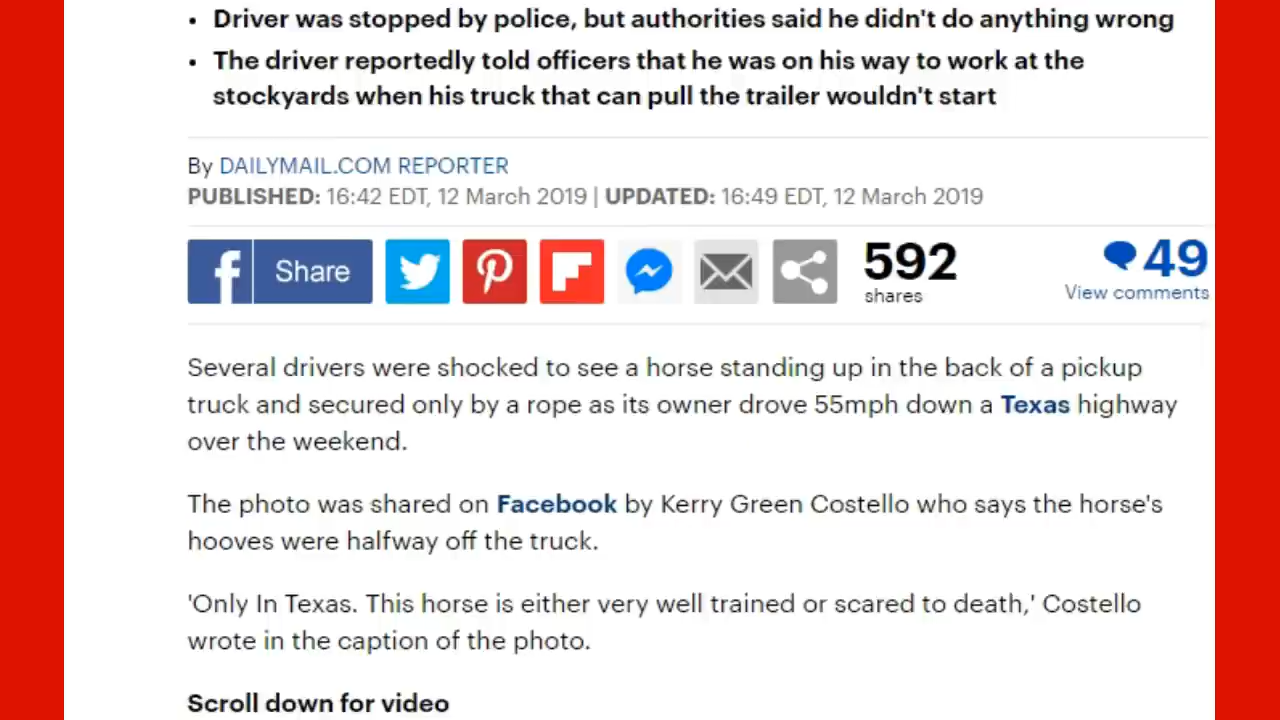 • Driver was stopped by police, but authorities said he didn't do anything wrong
• The driver reportedly told officers that he was on his way to work at the
stockyards when his truck that can pull the trailer wouldn't start
By DAILYMAIL.COM REPORTER
PUBLISHED: 16:42 EDT, 12 March 2019 | UPDATED: 16:49 EDT, 12 March 2019
f Share
592
shares
49
View comments
Several drivers were shocked to see a horse standing up in the back of a pickup
truck and secured only by a rope as its owner drove 55mph down a Texas highway
over the weekend.
The photo was shared on Facebook by Kerry Green Costello who says the horse's
hooves were halfway off the truck.
'Only In Texas. This horse is either very well trained or scared to death,' Costello
wrote in the caption of the photo.
Scroll down for video